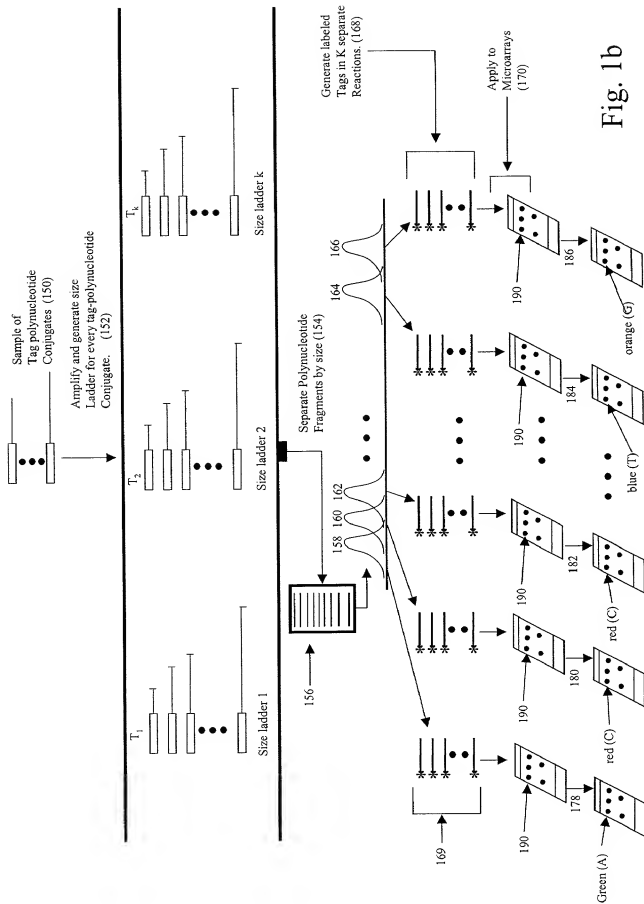 Sample of
Tag polynucleotide
Conjugates (150)
Amplify and generate size
Ladder for every tag-polynucleotide
Conjugate. (152)
T1
T2
Tk
Size ladder 1
Size ladder 2
Size ladder k
Separate Polynucleotide
Fragments by size (154)
156
158
160
162
164
166
Generate labeled
Tags in K separate
Reactions. (168)
169
Apply to
Microarrays
(170)
190
190
190
190
190
178
180
182
184
186
Green (A)
red (C)
red (C)
blue (T)
orange (G)
Fig. 1b